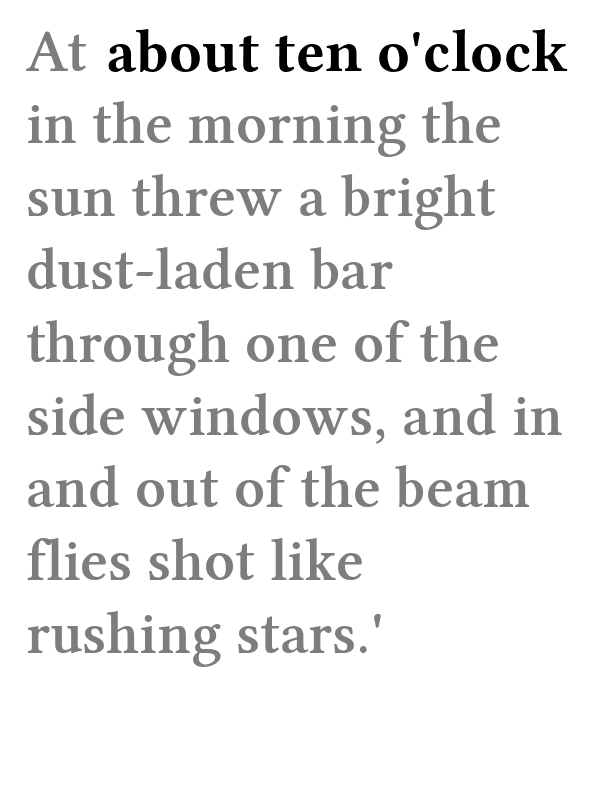 At about ten o'clock
in the morning the
sun threw a bright
dust-laden bar
through one of the
side windows, and in
and out of the beam
flies shot like
rushing stars.'